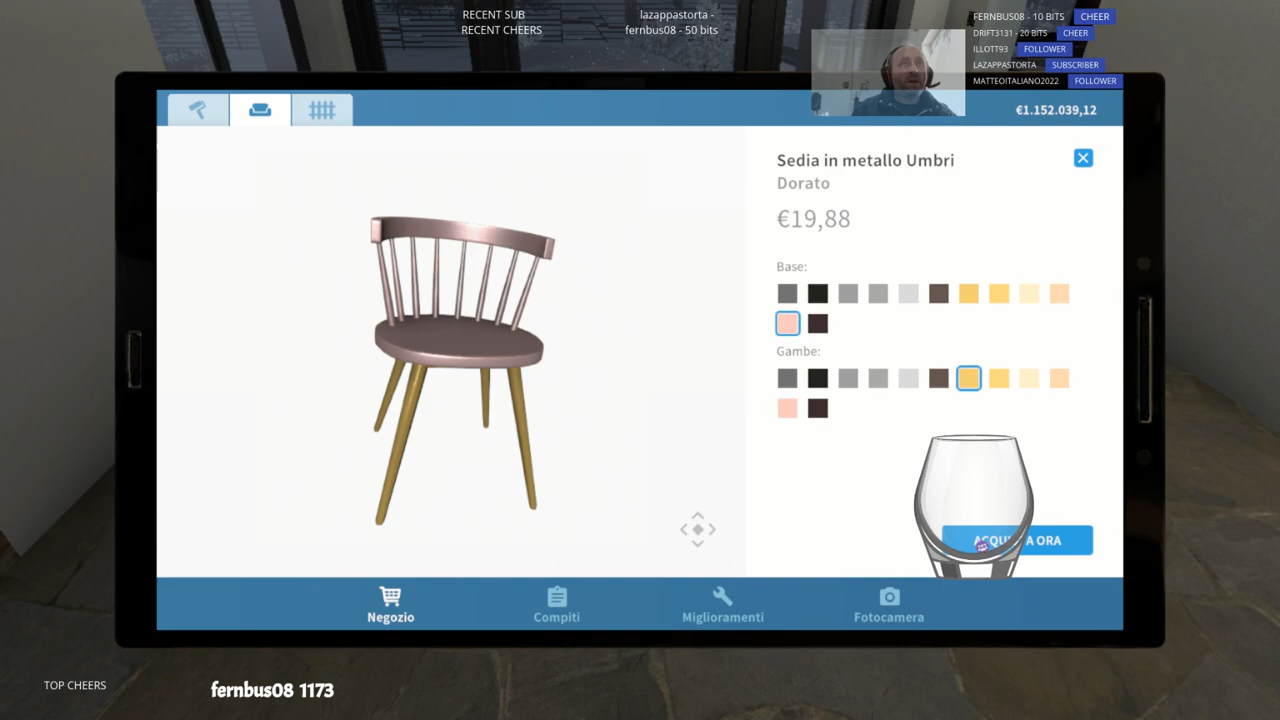 RECENT SUB
lazappastorta -
RECENT CHEERS
fernbus08 - 50 bits
FERNBUS08 - 10 BITS CHEER
DRIFT3131 - 20 BITS CHEER
ILLOTT93 FOLLOWER
LAZAPPASTORTA SUBSCRIBER
MATTEOITALIANO2022 FOLLOWER
€1.152.039,12
Sedia in metallo Umbri
Dorato
€19,88
Base:
Gambe:
ORA
Negozio
Compiti
Miglioramenti
Fotocamera
TOP CHEERS
fernbus08 1173